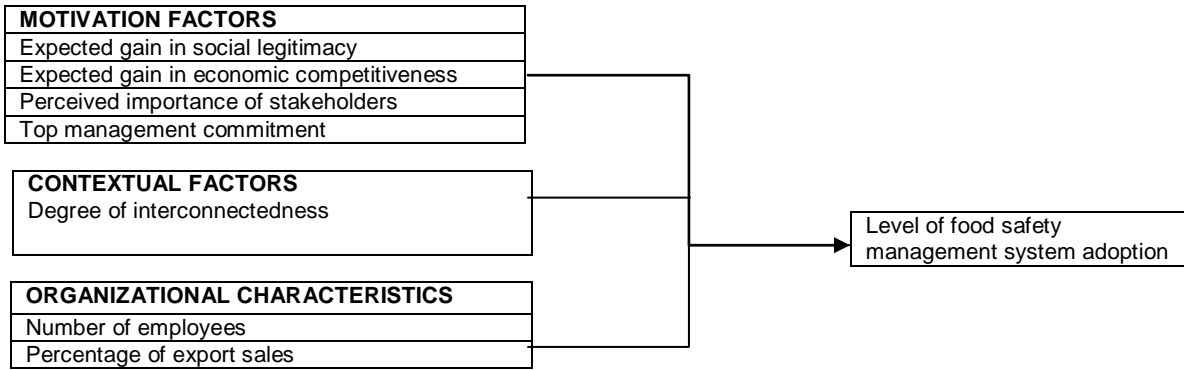 MOTIVATION FACTORS
Expected gain in social legitimacy
Expected gain in economic competitiveness
Perceived importance of stakeholders
Top management commitment
CONTEXTUAL FACTORS
Degree of interconnectedness
ORGANIZATIONAL CHARACTERISTICS
Number of employees
Percentage of export sales
Level of food safety
management system adoption